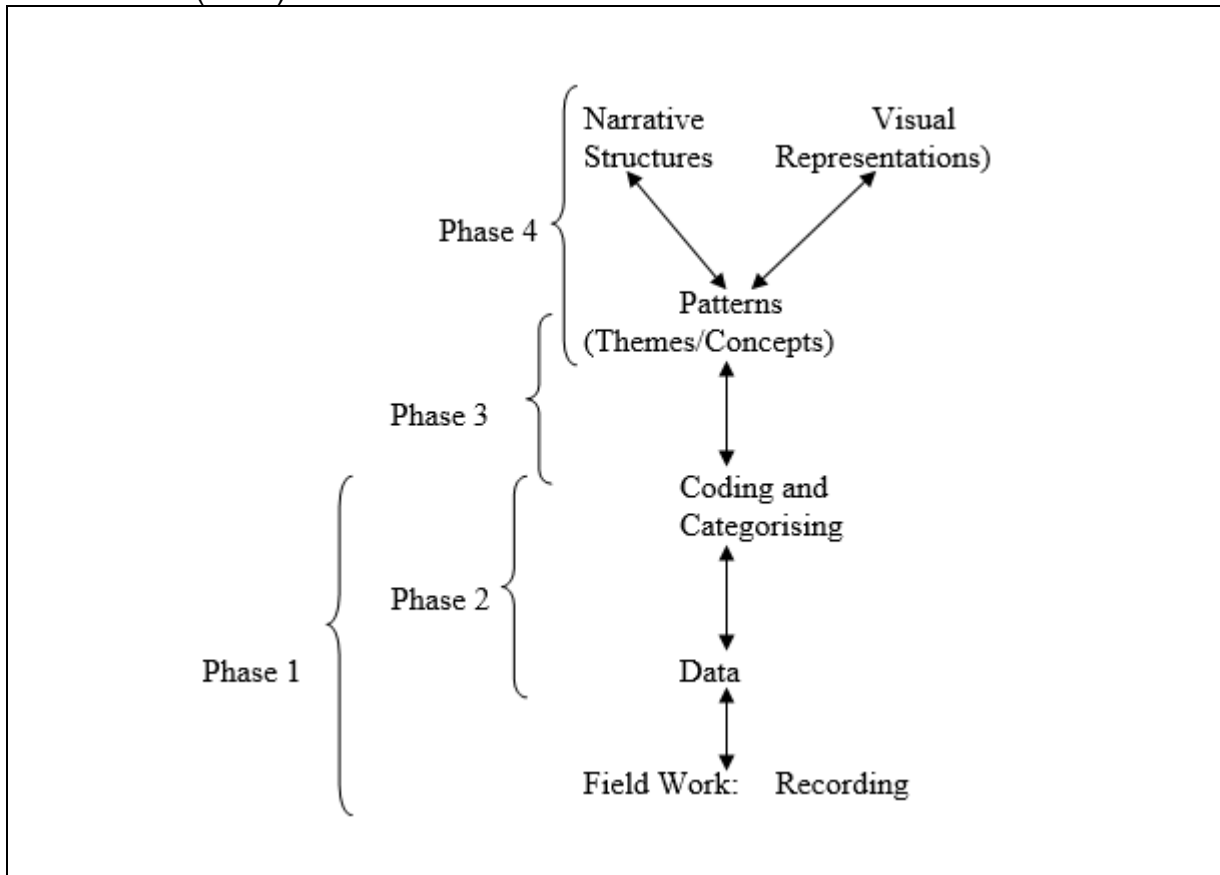 Narrative Visual
Structures Representations)
Phase 4
Patterns
(Themes/Concepts)
Phase 3
Coding and
Categorising
Phase 2
Phase 1 Data
Field Work: Recording